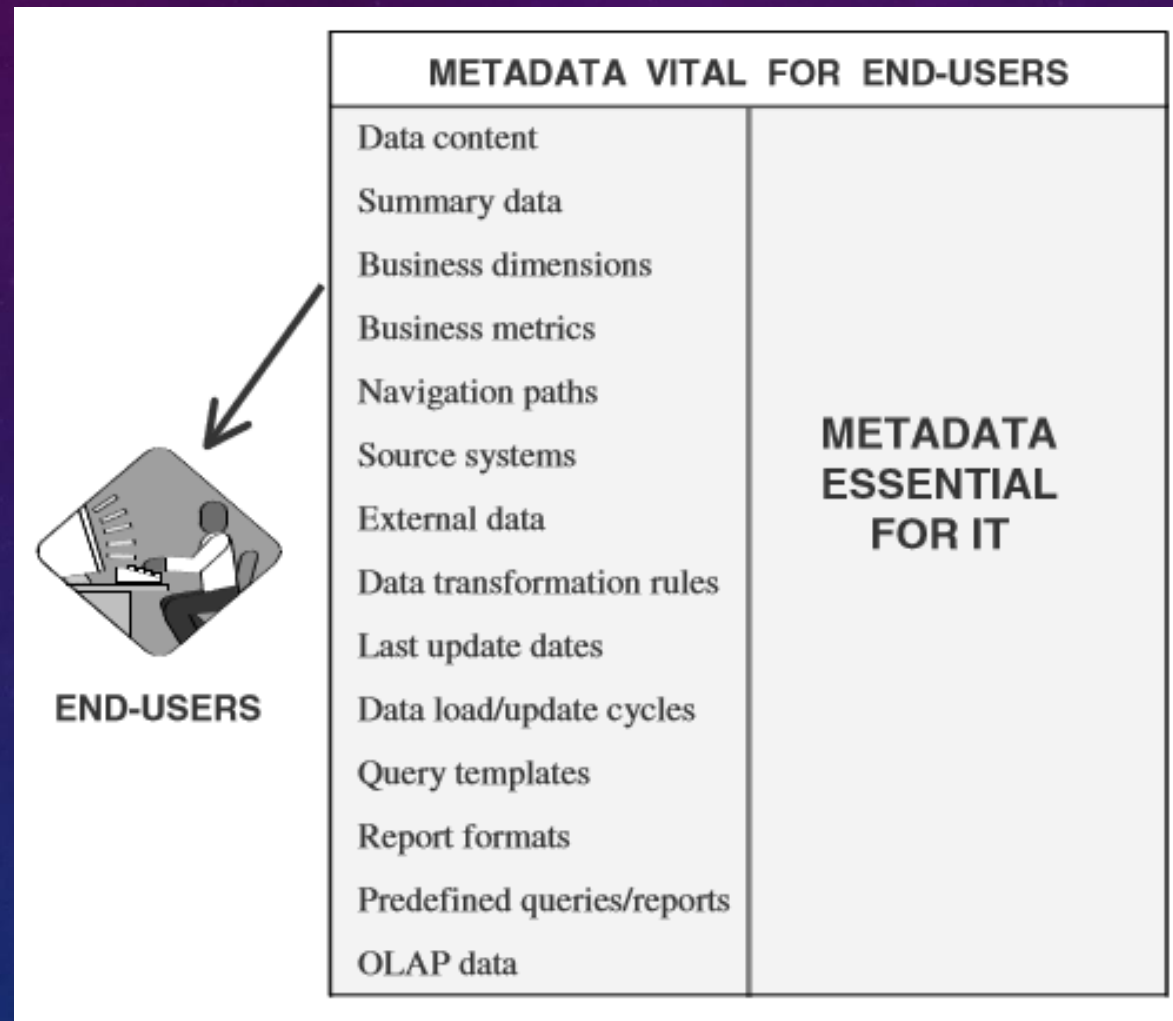 METADATA VITAL FOR END-USERS
Data content
Summary data
Business dimensions
Business metrics
Navigation paths
Source systems
External data
Data transformation rules
Last update dates
Data load/update cycles
Query templates
Report formats
Predefined queries/reports
OLAP data
METADATA
ESSENTIAL
FOR IT
END-USERS